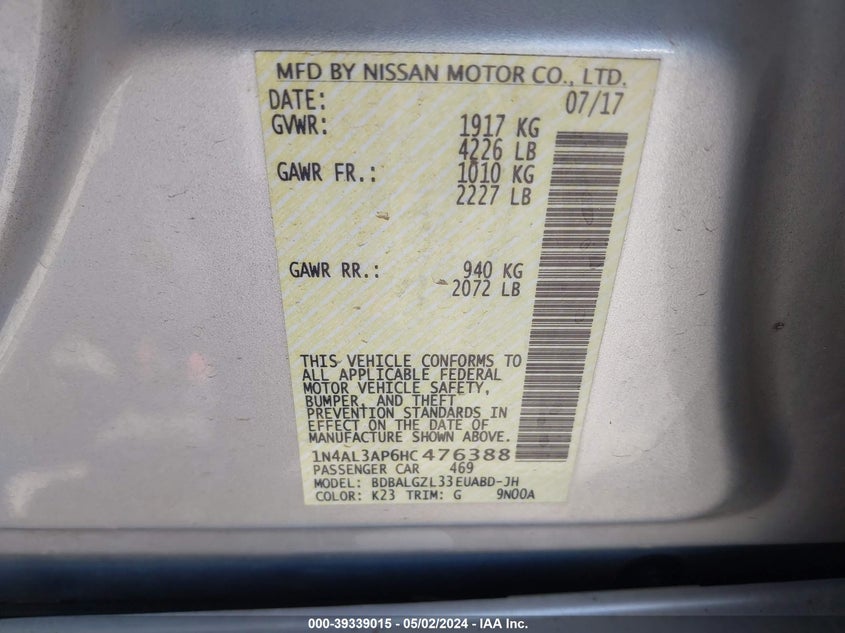 MFD BY NISSAN MOTOR CO., LTD.
DATE: 07/17
GVWR: 1917 KG
4226 LB
GAWR FR.: 1010 KG
2227 LB
GAWR RR.: 940 KG
2072 LB
THIS VEHICLE CONFORMS TO
ALL APPLICABLE FEDERAL
MOTOR VEHICLE SAFETY,
BUMPER, AND THEFT
PREVENTION STANDARDS IN
EFFECT ON THE DATE OF
MANUFACTURE SHOWN ABOVE.
1N4AL3AP6HC476388
PASSENGER CAR 469
MODEL: BDBALGZL33EUABD-JH
COLOR: K23 TRIM: G 9N00A
000-39339015 - 05/02/2024 - IAA Inc.